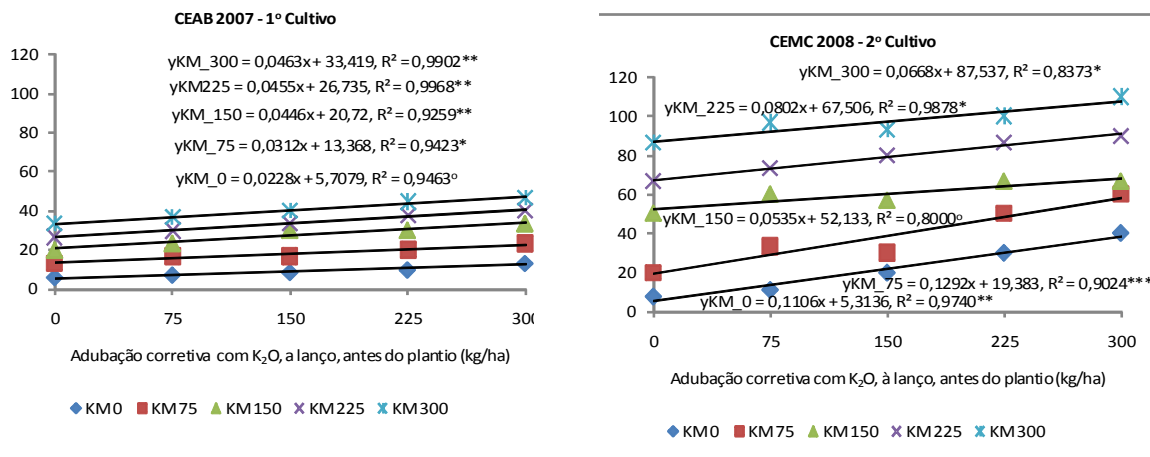 CEAB 2007 - 1º Cultivo
yKM_300 = 0,0463x + 33,419, R² = 0,9902**
yKM225 = 0,0455x + 26,735, R² = 0,9968**
yKM_150 = 0,0446x + 20,72, R² = 0,9259**
yKM_75 = 0,0312x + 13,368, R² = 0,9423*
yKM_0 = 0,0228x + 5,7079, R² = 0,9463º
120
100
80
60
40
20
0
0 75 150 225 300
Adubação corretiva com K₂O, a lanço, antes do plantio (kg/ha)
KM0 KM75 KM150 KM225 KM300
CEMC 2008 - 2º Cultivo
yKM_300 = 0,0668x + 87,537, R² = 0,8373*
yKM_225 = 0,0802x + 67,506, R² = 0,9878*
yKM_150 = 0,0535x + 52,133, R² = 0,8000º
yKM_75 = 0,1292x + 19,383, R² = 0,9024***
yKM_0 = 0,1106x + 5,3136, R² = 0,9740**
120
100
80
60
40
20
0
0 75 150 225 300
Adubação corretiva com K₂O, à lanço, antes do plantio (kg/ha)
KM0 KM75 KM150 KM225 KM300